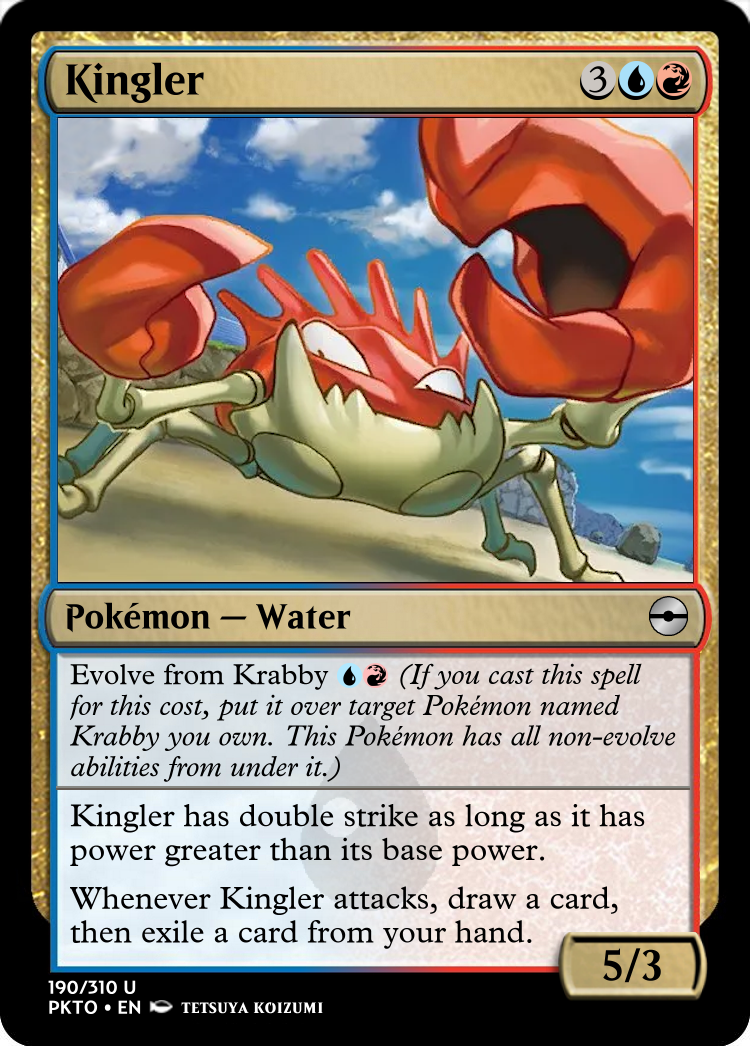 Kingler 3
Pokémon — Water
Evolve from Krabby (If you cast this spell
for this cost, put it over target Pokémon named
Krabby you own. This Pokémon has all non-evolve
abilities from under it.)
Kingler has double strike as long as it has
power greater than its base power.
Whenever Kingler attacks, draw a card,
then exile a card from your hand.
5/3
190/310 U
PKTO • EN TETSUYA KOIZUMI